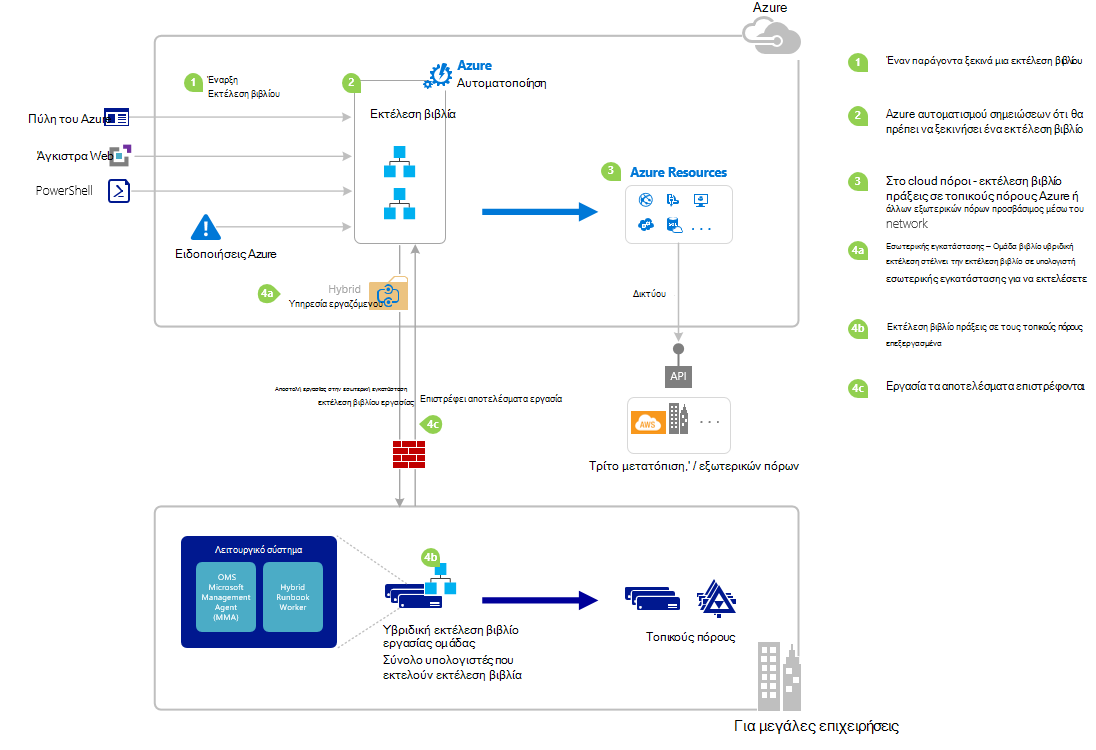 Azure
1
Έναρξη
Εκτέλεση βιβλίου
2
Azure
Αυτοματοποίηση
Εκτέλεση βιβλία
Πύλη του Azure
Άγκιστρα Web
PowerShell
Ειδοποιήσεις Azure
3
Azure Resources
. . .
4a
Hybrid
Υπηρεσία εργαζόμενου
Δικτύου
API
AWS
. . .
Τρίτο μετατόπιση,' / εξωτερικών πόρων
Αποστολή εργασίας στην εσωτερική εγκατάσταση
εκτέλεση βιβλίου εργασίας
Επιστρέφει αποτελέσματα εργασία
4c
Λειτουργικό σύστημα
OMS
Microsoft
Management
Agent
(MMA)
Hybrid
Runbook
Worker
4b
Υβριδική εκτέλεση βιβλίο
εργασίας ομάδας
Σύνολο υπολογιστές που
εκτελούν εκτέλεση βιβλία
Τοπικούς πόρους
Για μεγάλες επιχειρήσεις
1
Έναν παράγοντα ξεκινά μια εκτέλεση βιβλίου
2
Azure αυτοματισμού σημειώσεων ότι θα
πρέπει να ξεκινήσει ένα εκτέλεση βιβλίο
3
Στο cloud πόροι - εκτέλεση βιβλίο
πράξεις σε τοπικούς πόρους Azure ή
άλλων εξωτερικών πόρων προσβάσιμος μέσω του
network
4a
Εσωτερικής εγκατάστασης – Ομάδα βιβλίο υβριδική
εκτέλεση στέλνει την εκτέλεση βιβλίο σε υπολογιστή
εσωτερικής εγκατάστασης για να εκτελέσετε
4b
Εκτέλεση βιβλίο πράξεις σε τους τοπικούς πόρους
επεξεργασμένα
4c
Εργασία τα αποτελέσματα επιστρέφονται